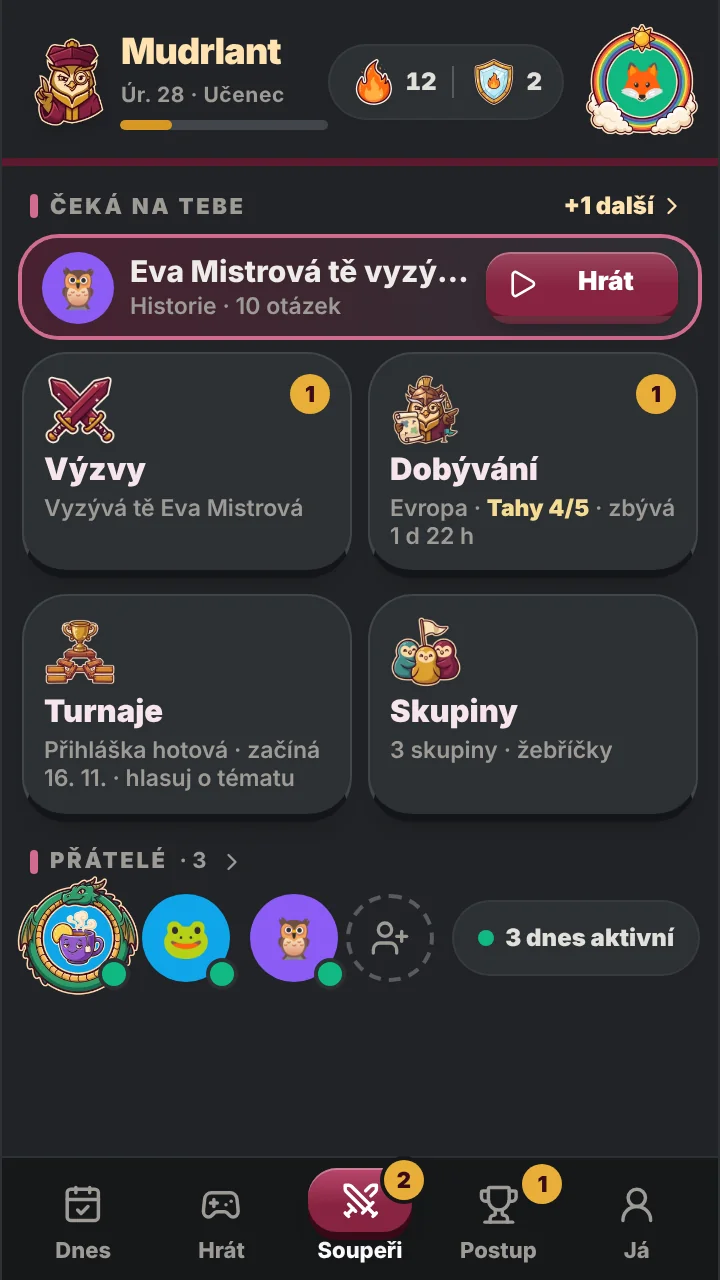 Mudrlant
Úr. 28 · Učenec
12
2
ČEKÁ NA TEBE
+1 další
Eva Mistrová tě vyzý...
Historie · 10 otázek
Hrát
1
Výzvy
Vyzývá tě Eva Mistrová
1
Dobývání
Evropa · Tahy 4/5 · zbývá
1 d 22 h
Turnaje
Přihláška hotová · začíná
16. 11. · hlasuj o tématu
Skupiny
3 skupiny · žebříčky
PŘÁTELÉ · 3
3 dnes aktivní
Dnes
Hrát
2
Soupeři
1
Postup
Já